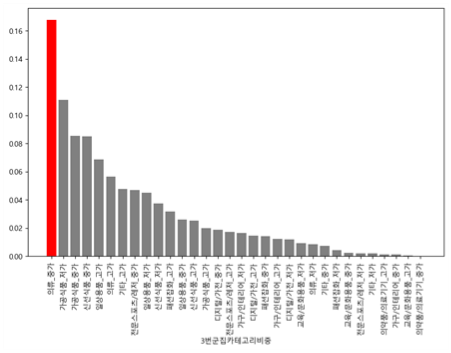 0.16
0.14
0.12
0.10
0.08
0.06
0.04
0.02
0.00
의류_중가
가공식품_저가
가공식품_중가
신선식품_중가
일상용품_고가
의류_고가
기타_고가
전문스포츠/레저_중가
일상용품_저가
신선식품_저가
패션잡화_고가
일상용품_중가
신선식품_고가
가공식품_고가
디지털/가전_중가
전문스포츠/레저_고가
가구/인테리어_저가
디지털/가전_고가
패션잡화_중가
가구/인테리어_고가
디지털/가전_저가
교육/문화용품_저가
의류_저가
기타_중가
패션잡화_저가
교육/문화용품_중가
전문스포츠/레저_저가
기타_저가
의약품/의료기기_고가
가구/인테리어_중가
교육/문화용품_고가
의약품/의료기기_중가
3번군집카테고리비중